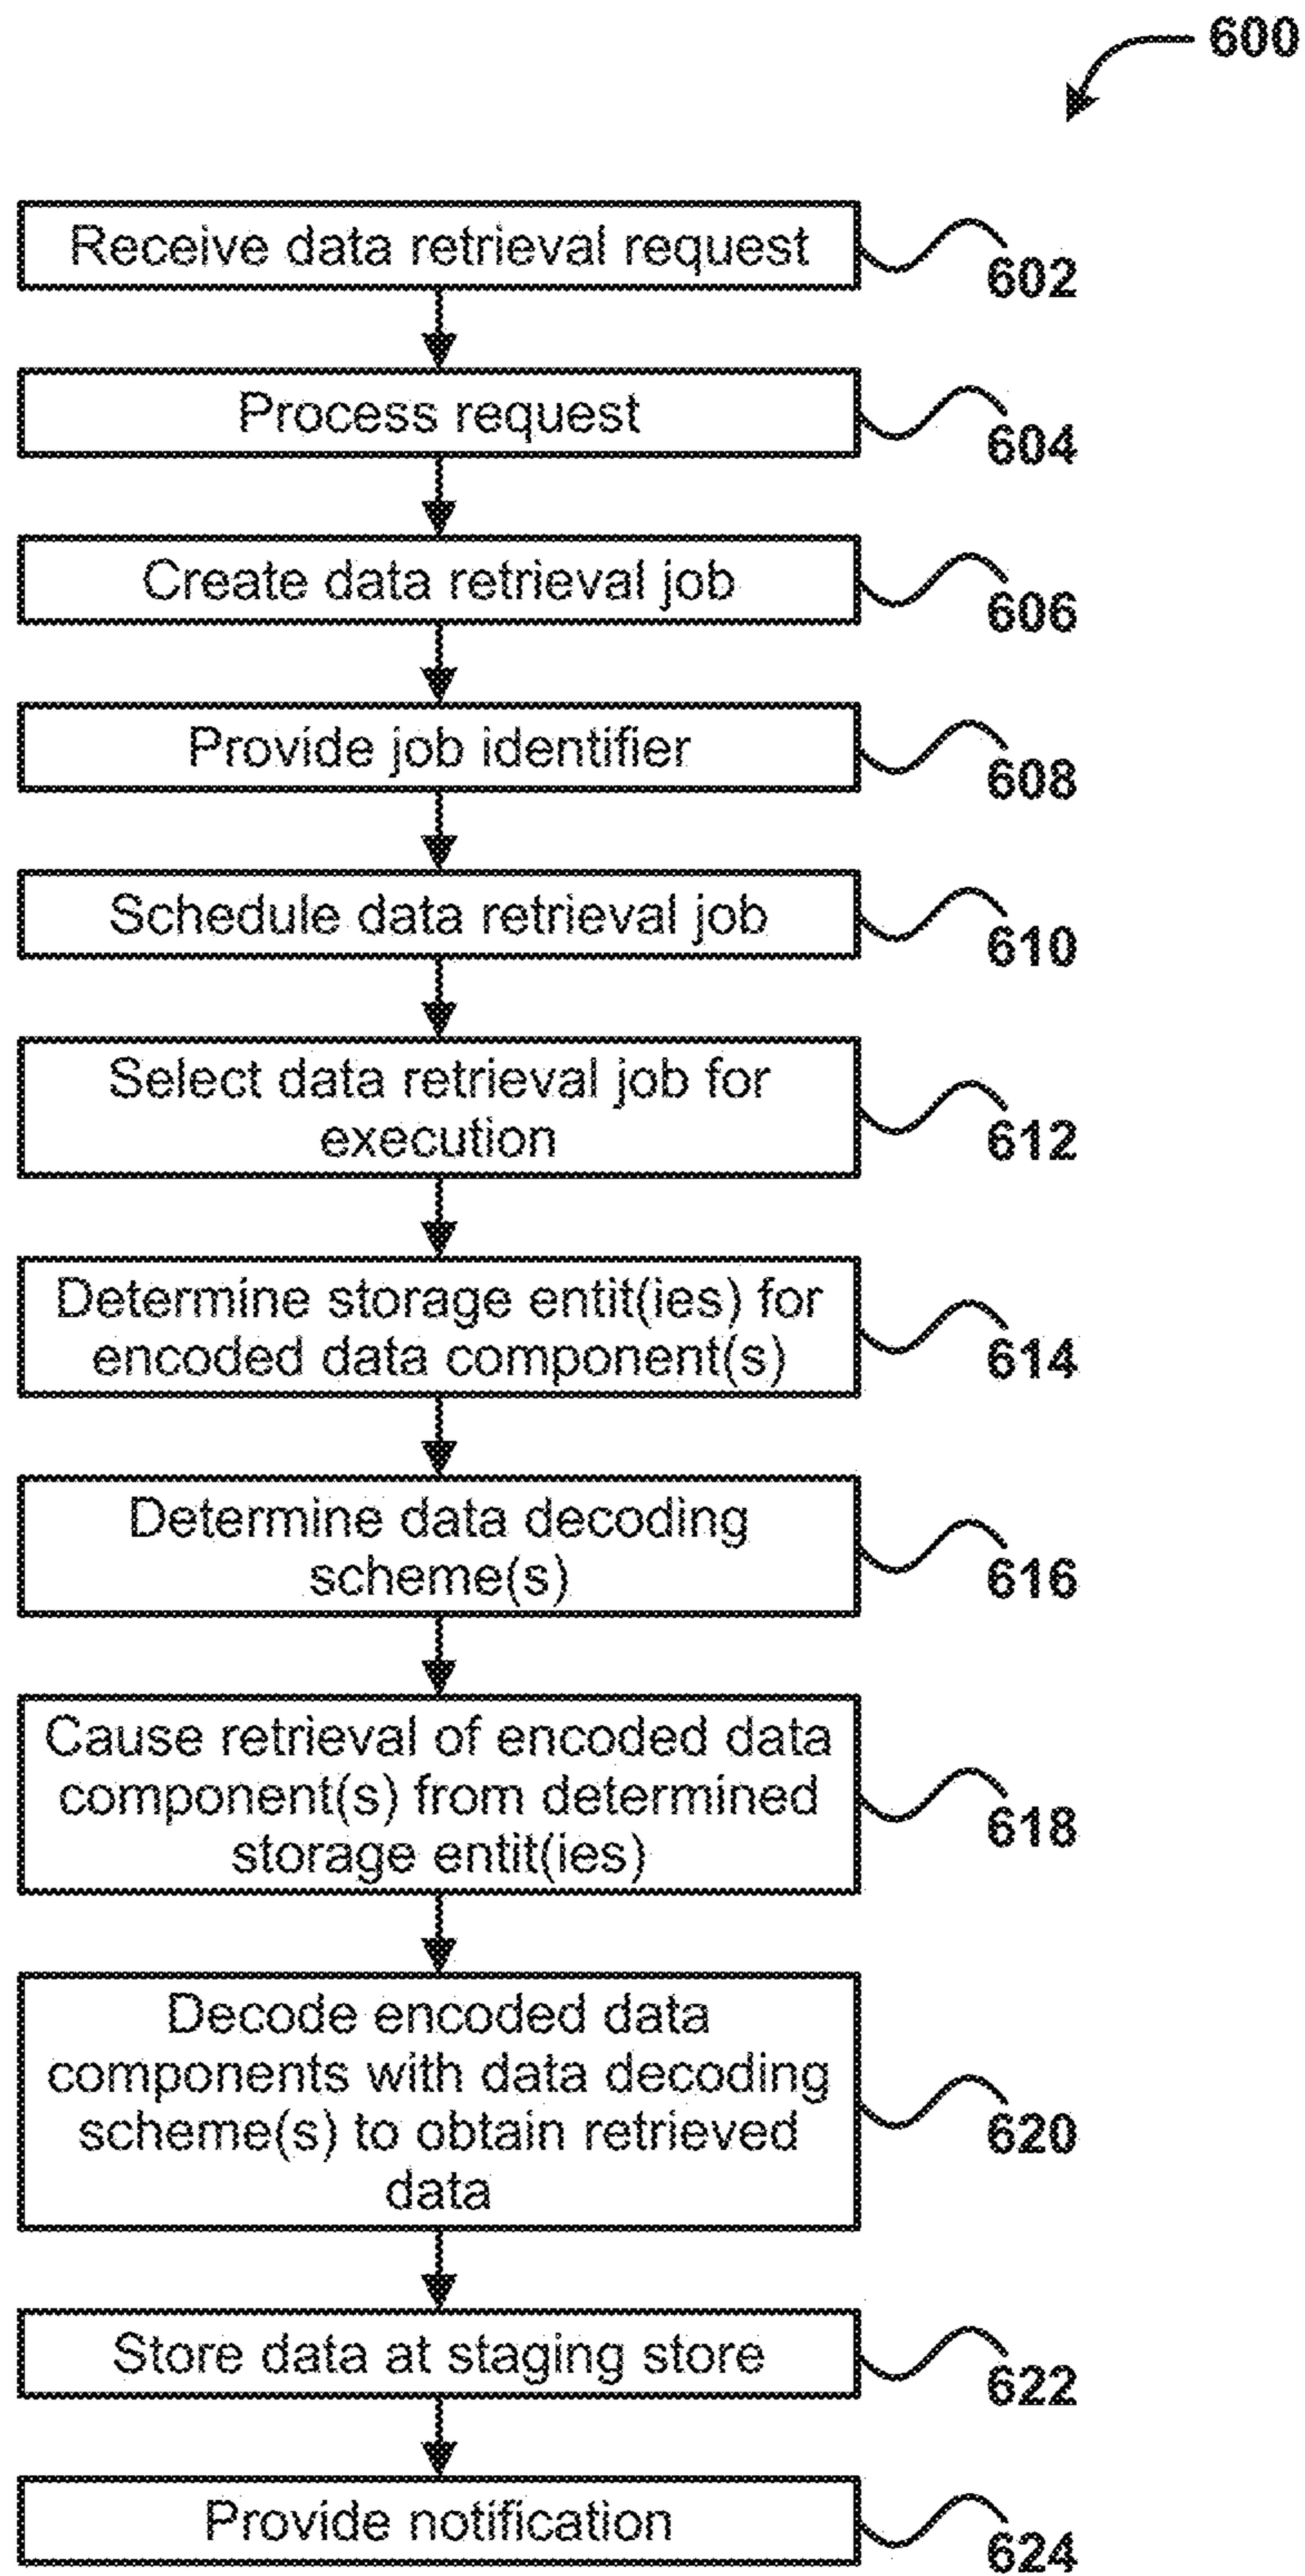 600
Receive data retrieval request
602
Process request
604
Create data retrieval job
606
Provide job identifier
608
Schedule data retrieval job
610
Select data retrieval job for
execution
612
Determine storage entit(ies) for
encoded data component(s)
614
Determine data decoding
scheme(s)
616
Cause retrieval of encoded data
component(s) from determined
storage entit(ies)
618
Decode encoded data
components with data decoding
scheme(s) to obtain retrieved
data
620
Store data at staging store
622
Provide notification
624